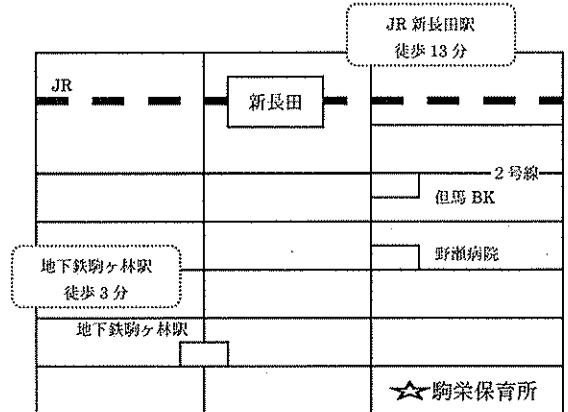 JR 新長田駅
徒歩 13 分
JR
新長田
2 号線
但馬 BK
野瀬病院
地下鉄駒ヶ林駅
徒歩 3 分
地下鉄駒ヶ林駅
☆駒栄保育所